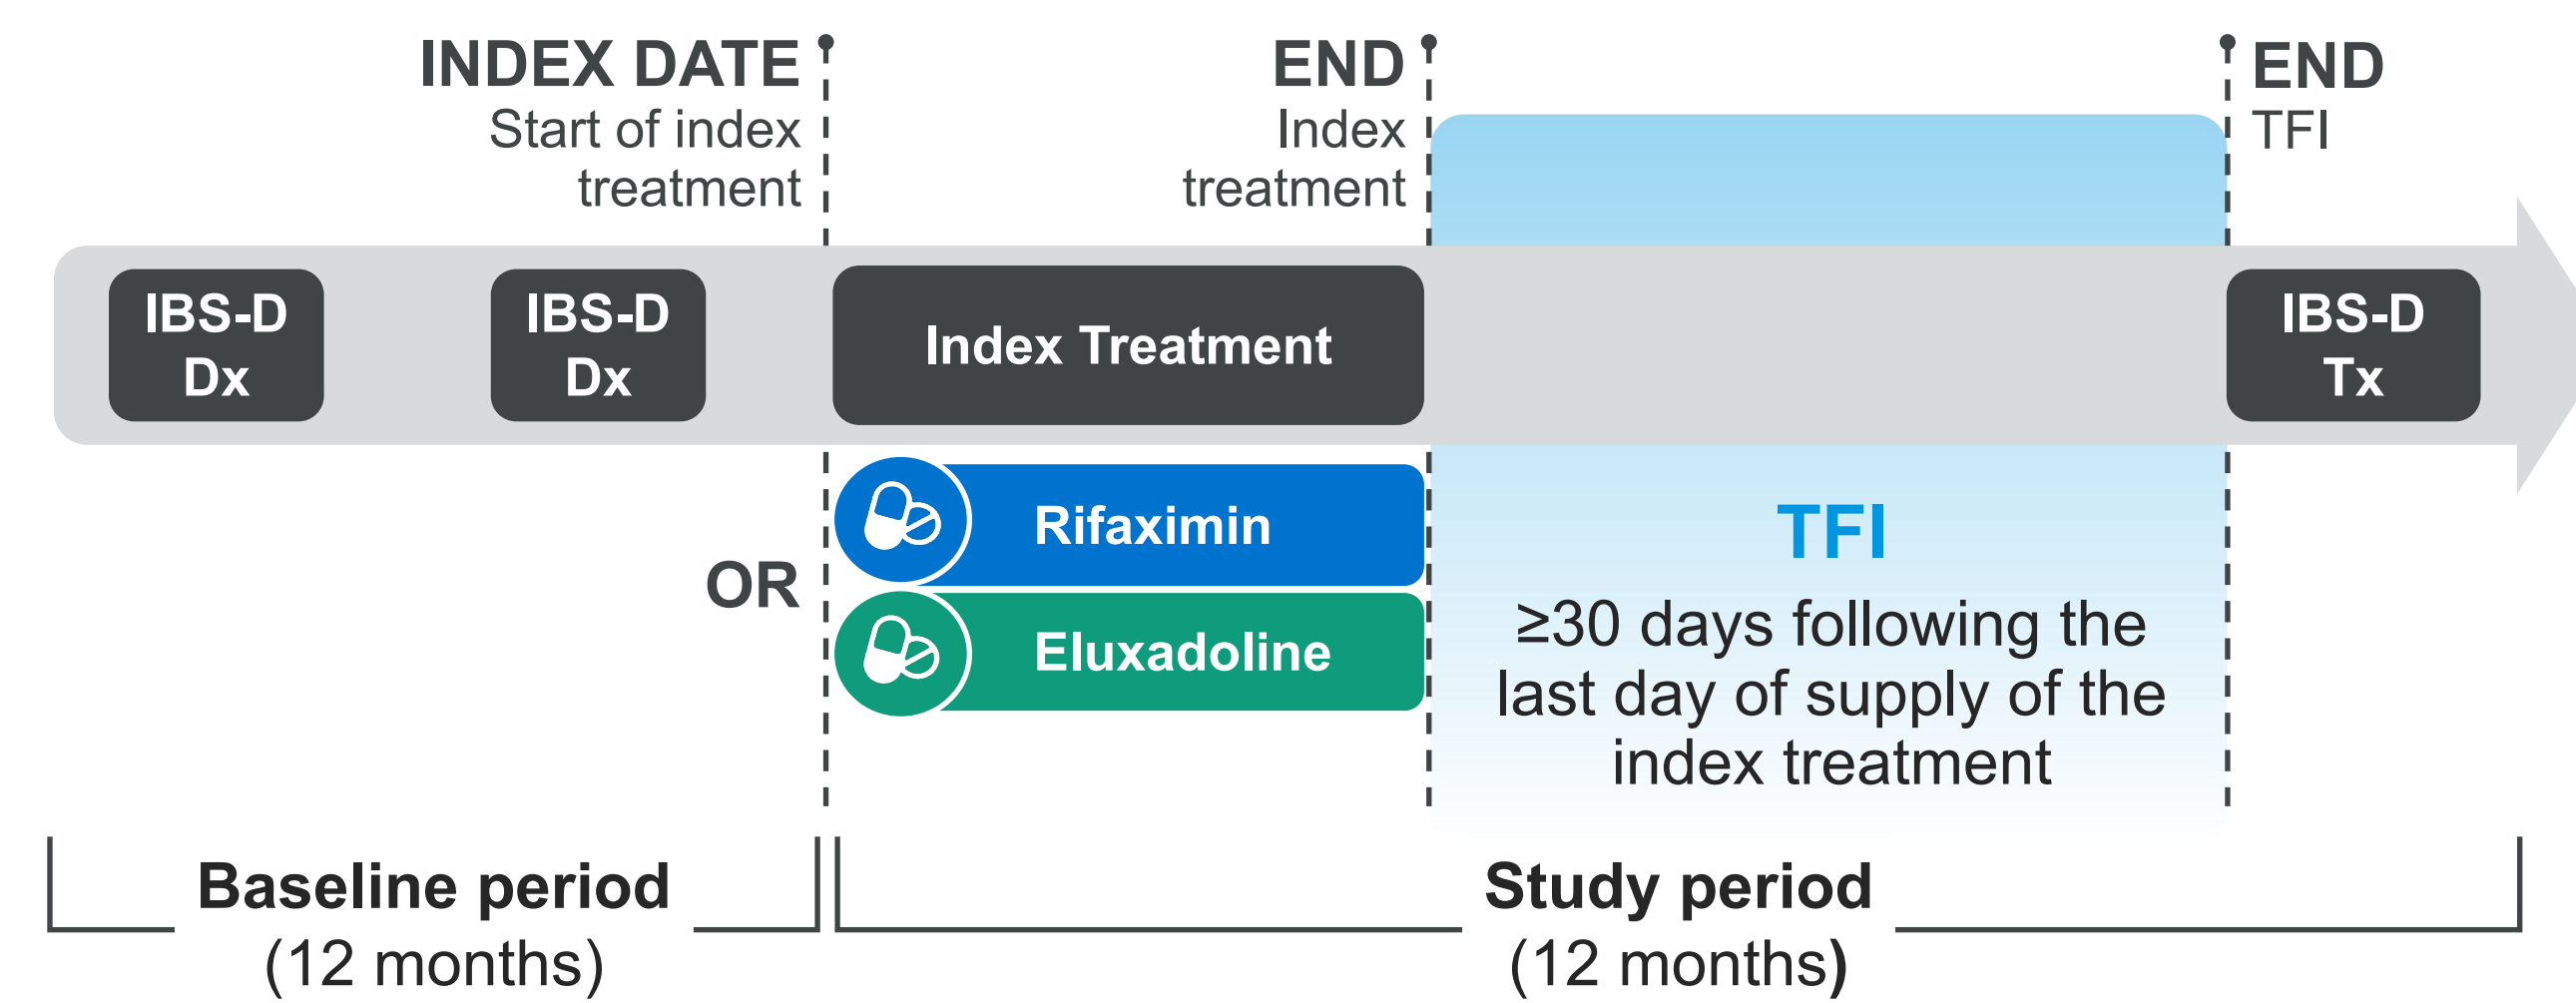 INDEX DATE
Start of index
treatment
END
Index
treatment
END
TFI
IBS-D
Dx
IBS-D
Dx
Index Treatment
IBS-D
Tx
OR
Rifaximin
Eluxadoline
TFI
≥30 days following the
last day of supply of the
index treatment
Baseline period
(12 months)
Study period
(12 months)